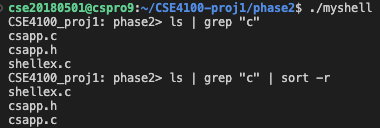 cse20180501@cspro9:~/CSE4100-proj1/phase2$ ./myshell
CSE4100_proj1: phase2> ls | grep "c"
csapp.c
csapp.h
shellex.c
CSE4100_proj1: phase2> ls | grep "c" | sort -r
shellex.c
csapp.h
csapp.c